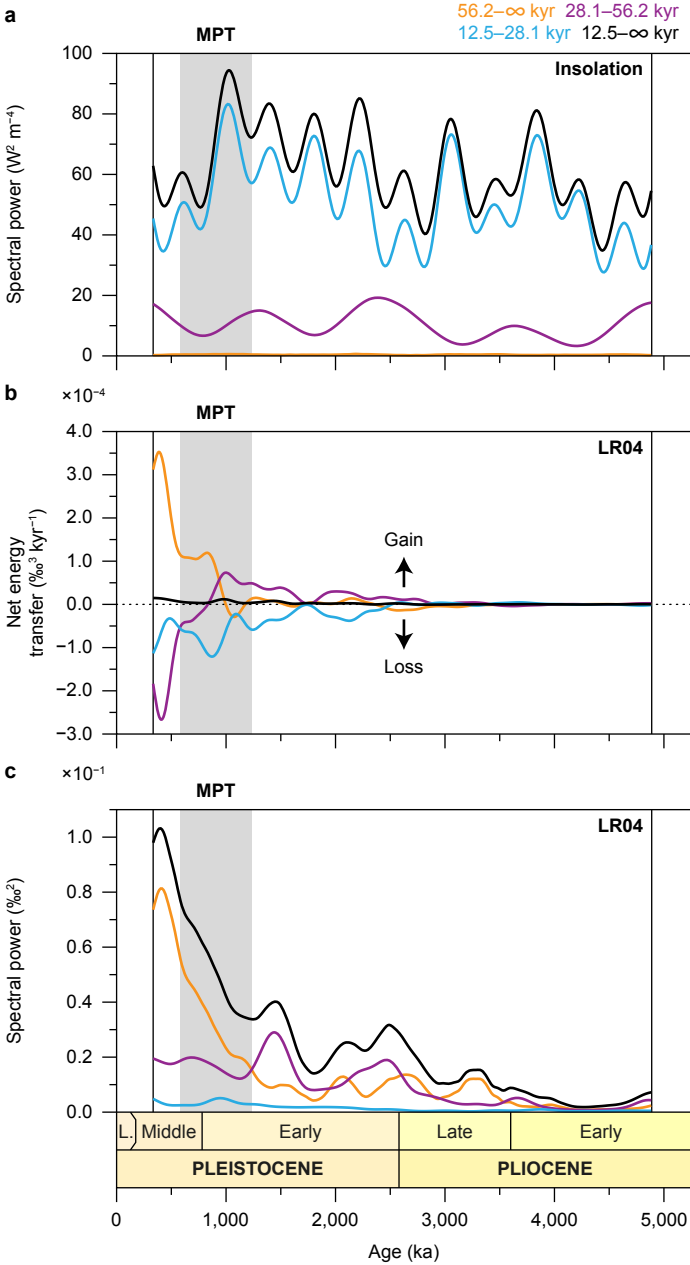 56.2–∞ kyr 28.1–56.2 kyr
12.5–28.1 kyr 12.5–∞ kyr
a
MPT
Insolation
100
80
60
40
20
0
Spectral power (W² m⁻⁴)
b
×10⁻⁴
MPT
LR04
4.0
3.0
2.0
1.0
0.0
−1.0
−2.0
−3.0
Net energy
transfer (‰³ kyr⁻¹)
Gain
Loss
c
×10⁻¹
MPT
LR04
1.0
0.8
0.6
0.4
0.2
0.0
Spectral power (‰²)
L. Middle Early Late Early
PLEISTOCENE PLIOCENE
0 1,000 2,000 3,000 4,000 5,000
Age (ka)